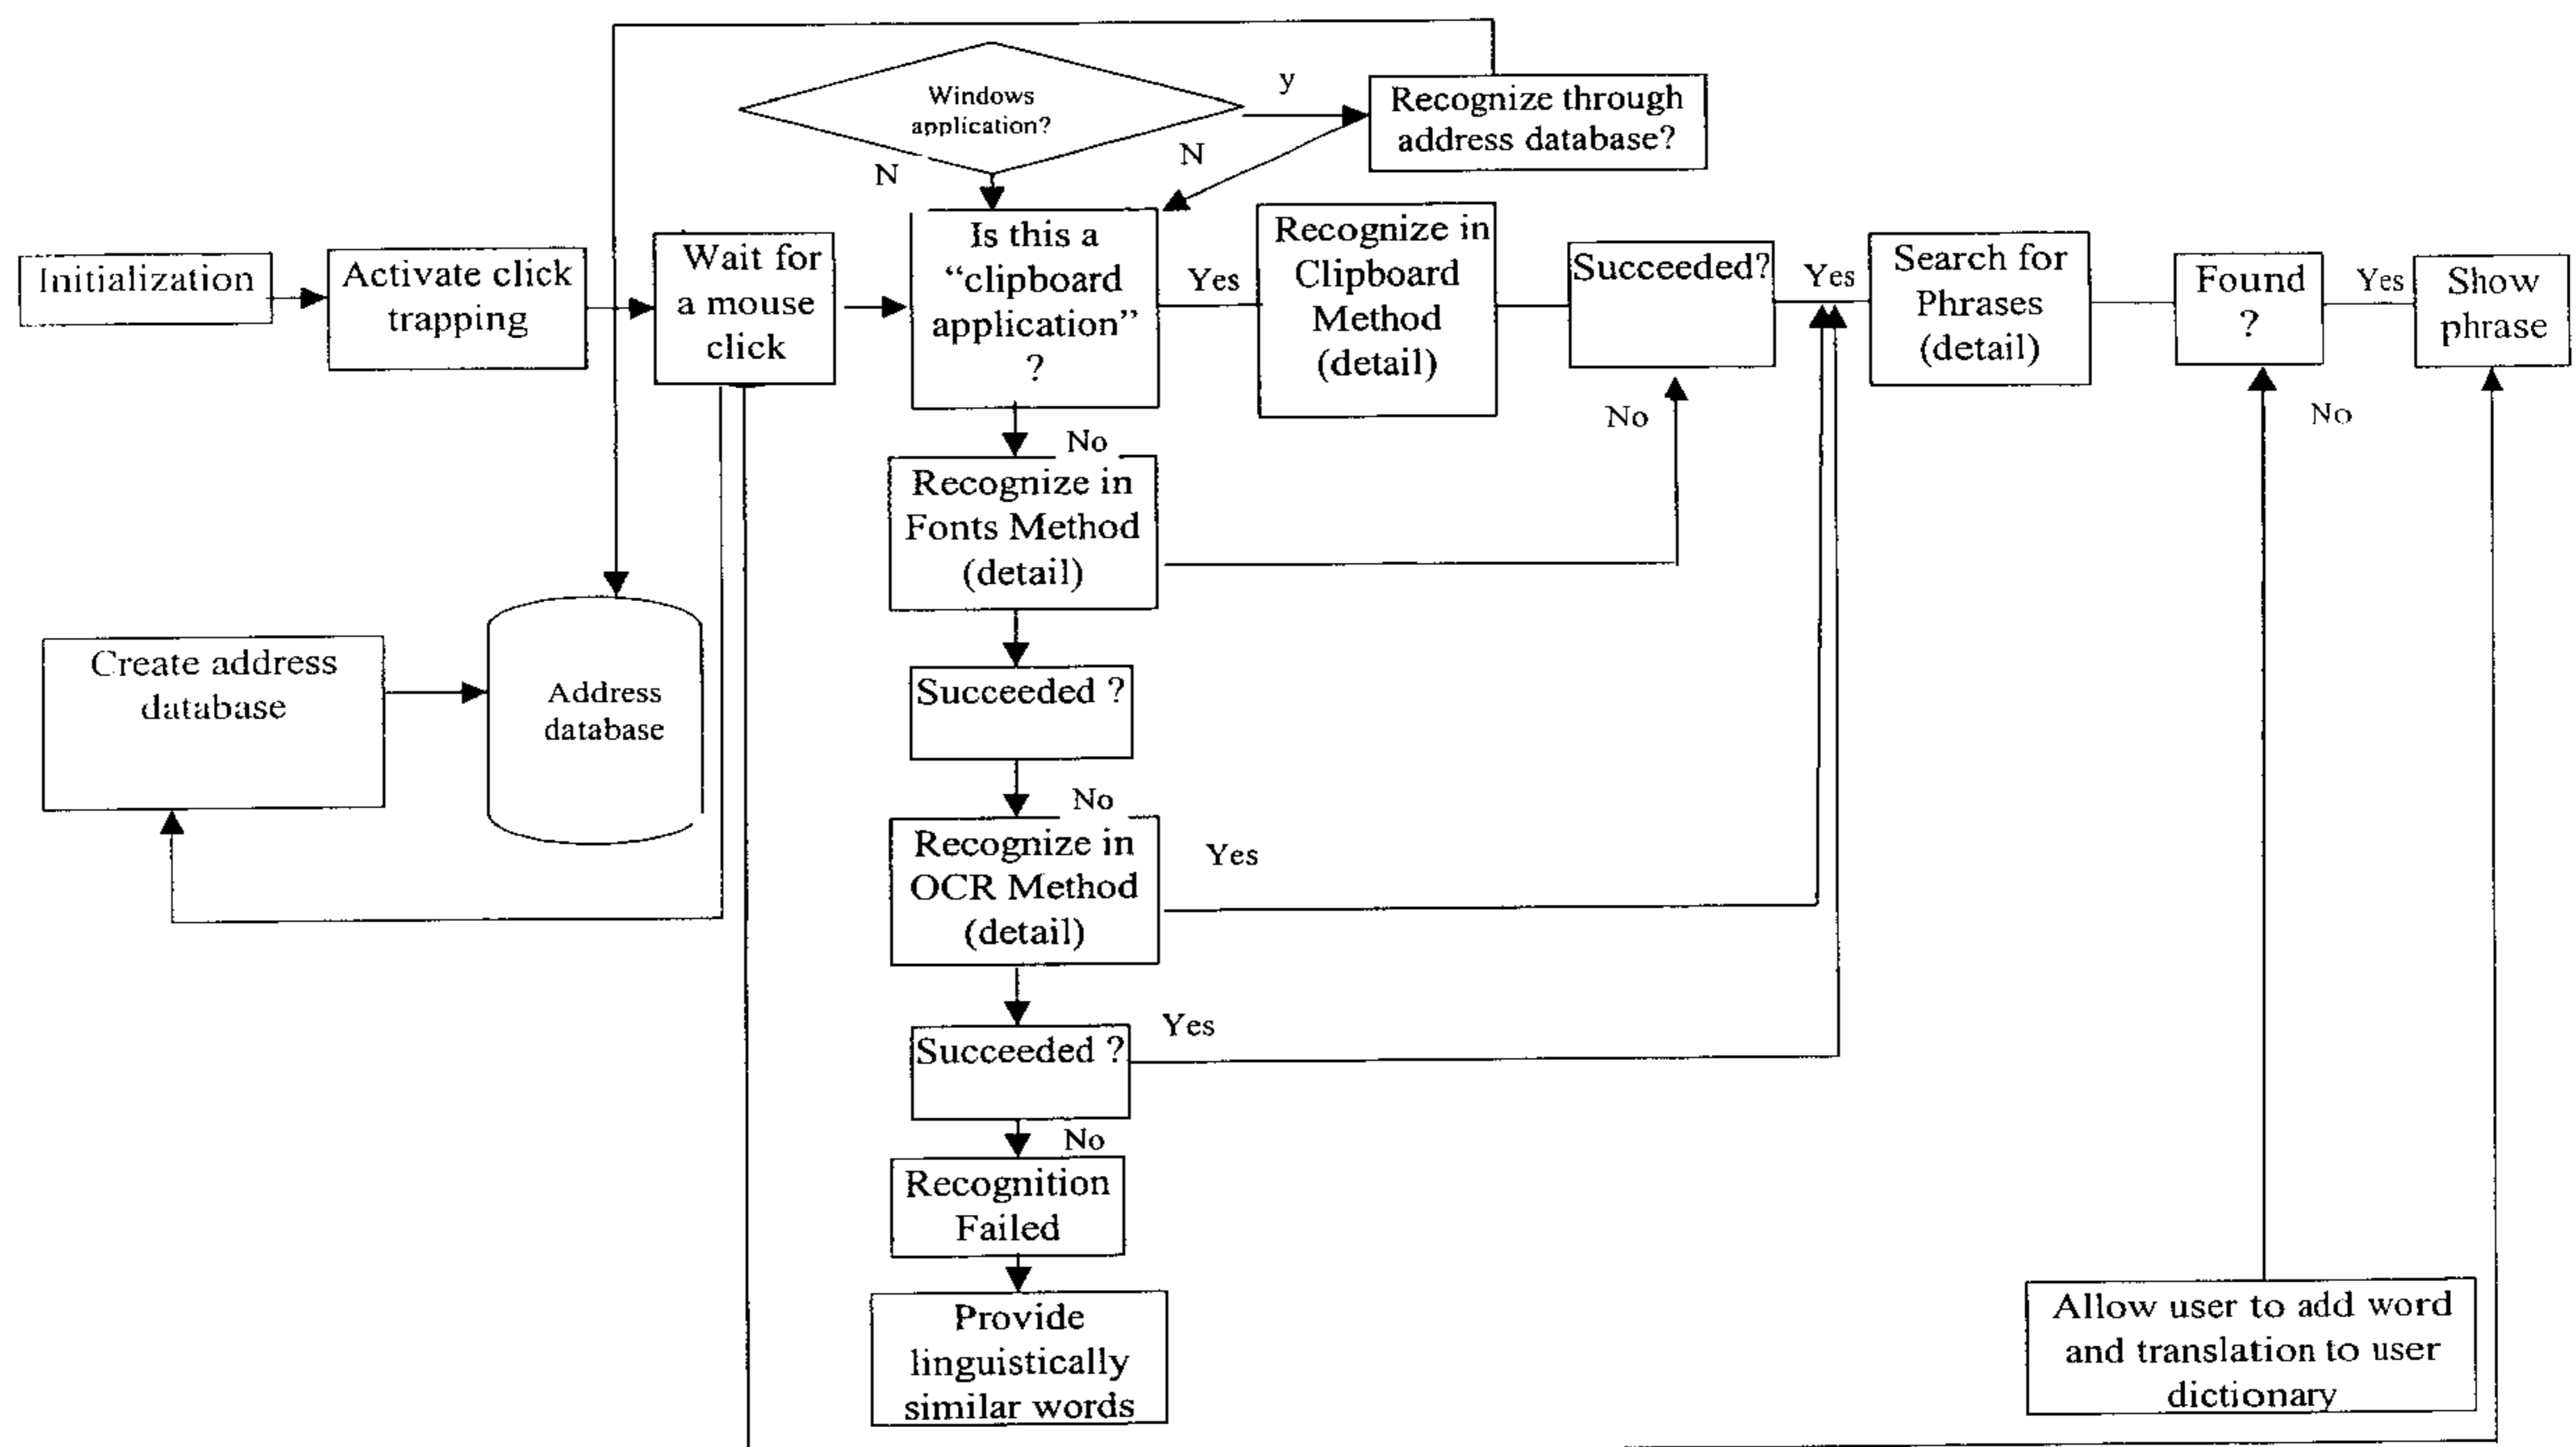 Windows
application?
y
Recognize through
address database?
N
N
Initialization
Activate click
trapping
Wait for
a mouse
click
Is this a
“clipboard
application”
?
Yes
Recognize in
Clipboard
Method
(detail)
Succeeded?
Yes
Search for
Phrases
(detail)
Found
?
Yes
Show
phrase
No
No
No
Recognize in
Fonts Method
(detail)
Create address
database
Address
database
Succeeded ?
No
Recognize in
OCR Method
(detail)
Yes
Succeeded ?
Yes
No
Recognition
Failed
Provide
linguistically
similar words
Allow user to add word
and translation to user
dictionary